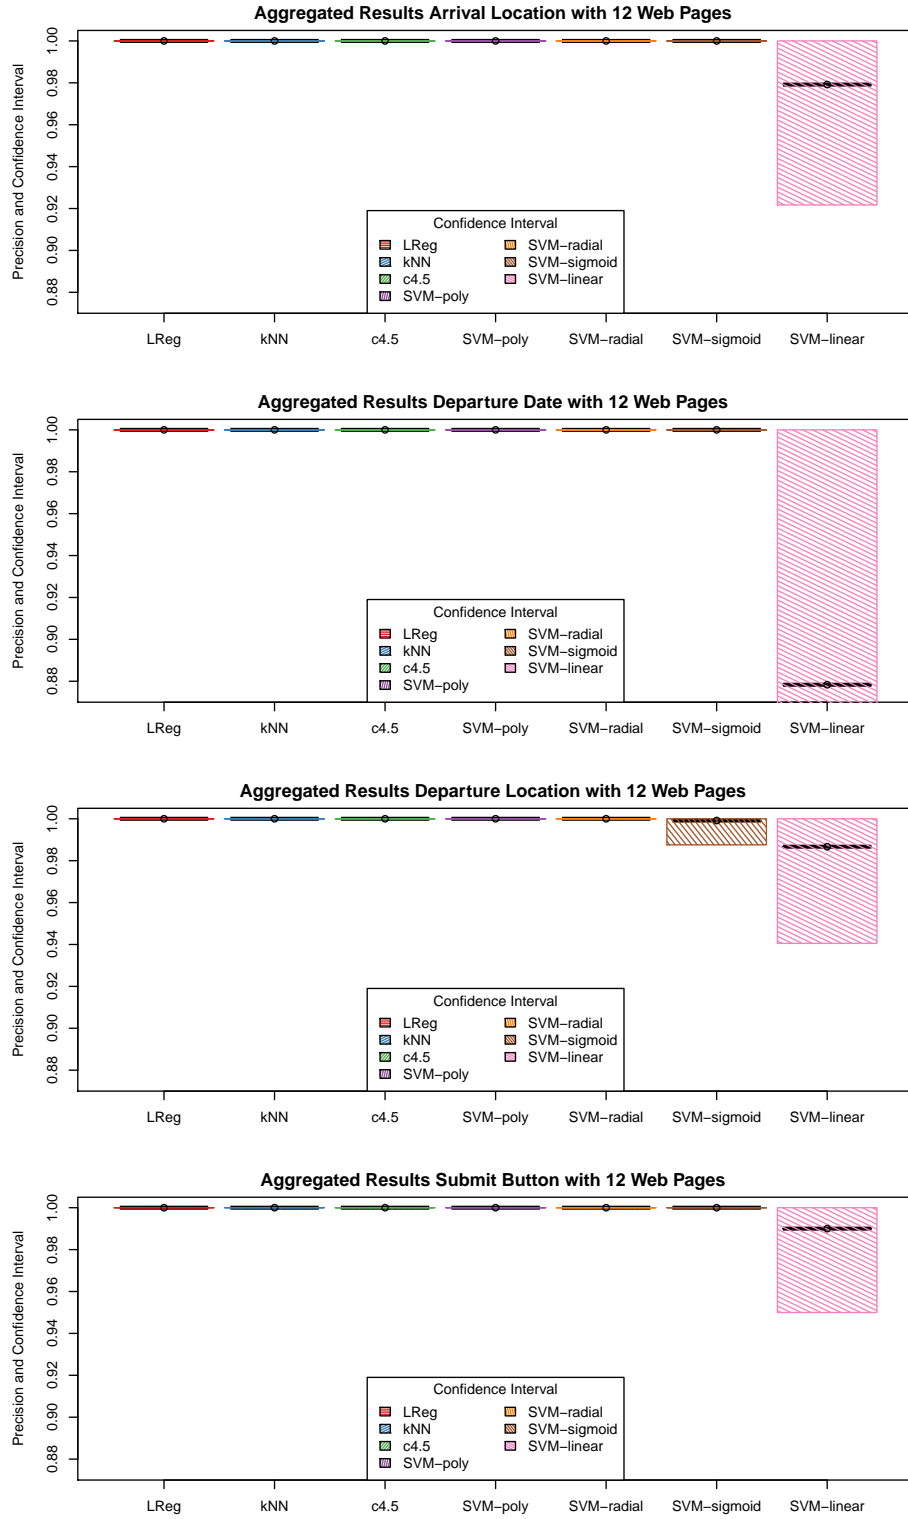 Aggregated Results Arrival Location with 12 Web Pages
Precision and Confidence Interval
1.00
0.98
0.96
0.94
0.92
0.90
0.88
Confidence Interval
LReg SVM−radial
kNN SVM−sigmoid
c4.5 SVM−linear
SVM−poly
LReg kNN c4.5 SVM−poly SVM−radial SVM−sigmoid SVM−linear
Aggregated Results Departure Date with 12 Web Pages
Precision and Confidence Interval
1.00
0.98
0.96
0.94
0.92
0.90
0.88
Confidence Interval
LReg SVM−radial
kNN SVM−sigmoid
c4.5 SVM−linear
SVM−poly
LReg kNN c4.5 SVM−poly SVM−radial SVM−sigmoid SVM−linear
Aggregated Results Departure Location with 12 Web Pages
Precision and Confidence Interval
1.00
0.98
0.96
0.94
0.92
0.90
0.88
Confidence Interval
LReg SVM−radial
kNN SVM−sigmoid
c4.5 SVM−linear
SVM−poly
LReg kNN c4.5 SVM−poly SVM−radial SVM−sigmoid SVM−linear
Aggregated Results Submit Button with 12 Web Pages
Precision and Confidence Interval
1.00
0.98
0.96
0.94
0.92
0.90
0.88
Confidence Interval
LReg SVM−radial
kNN SVM−sigmoid
c4.5 SVM−linear
SVM−poly
LReg kNN c4.5 SVM−poly SVM−radial SVM−sigmoid SVM−linear